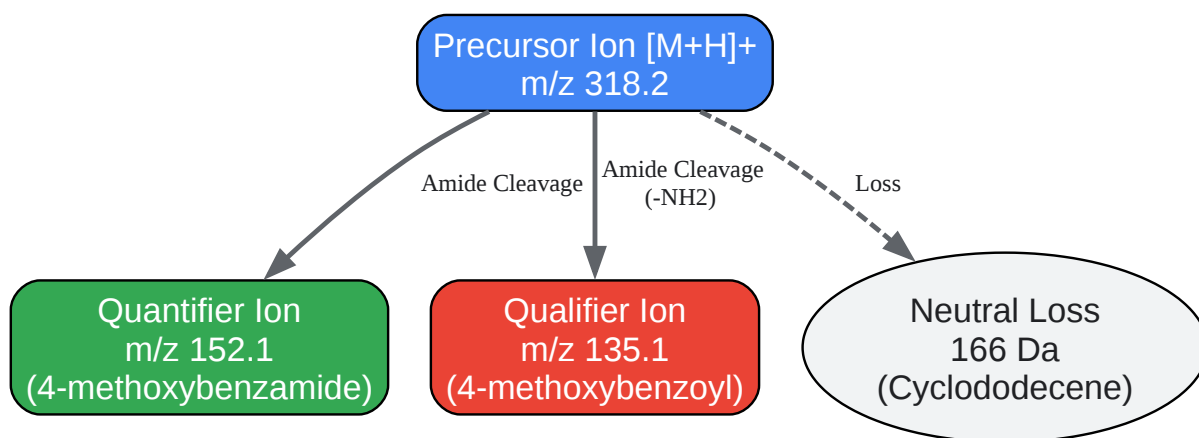 Precursor Ion [M+H]+
m/z 318.2
Amide Cleavage
Amide Cleavage
(-NH2)
Loss
Quantifier Ion
m/z 152.1
(4-methoxybenzamide)
Qualifier Ion
m/z 135.1
(4-methoxybenzoyl)
Neutral Loss
166 Da
(Cyclododecene)